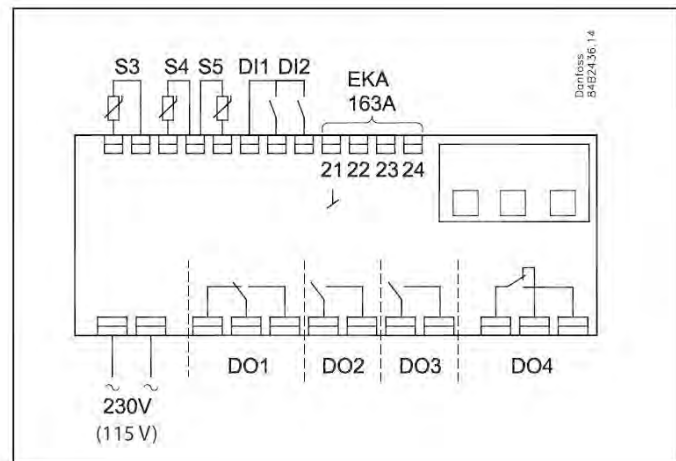 S3 S4 S5 DI1 DI2
EKA
163A
Danfoss
84B2436.14
21 22 23 24
DO1 DO2 DO3 DO4
230V
(115 V)